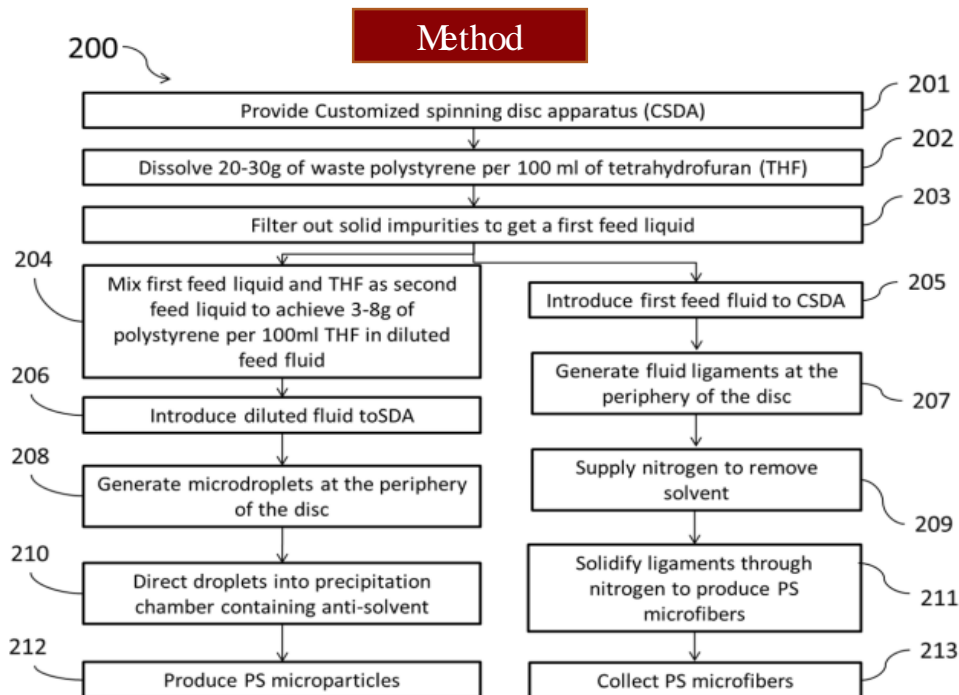 Method
200
201
Provide Customized spinning disc apparatus (CSDA)
202
Dissolve 20-30g of waste polystyrene per 100 ml of tetrahydrofuran (THF)
203
Filter out solid impurities to get a first feed liquid
204
Mix first feed liquid and THF as second
feed liquid to achieve 3-8g of
polystyrene per 100ml THF in diluted
feed fluid
205
Introduce first feed fluid to CSDA
206
Introduce diluted fluid toSDA
207
Generate fluid ligaments at the
periphery of the disc
208
Generate microdroplets at the periphery
of the disc
209
Supply nitrogen to remove
solvent
210
Direct droplets into precipitation
chamber containing anti-solvent
211
Solidify ligaments through
nitrogen to produce PS
microfibers
212
Produce PS microparticles
213
Collect PS microfibers